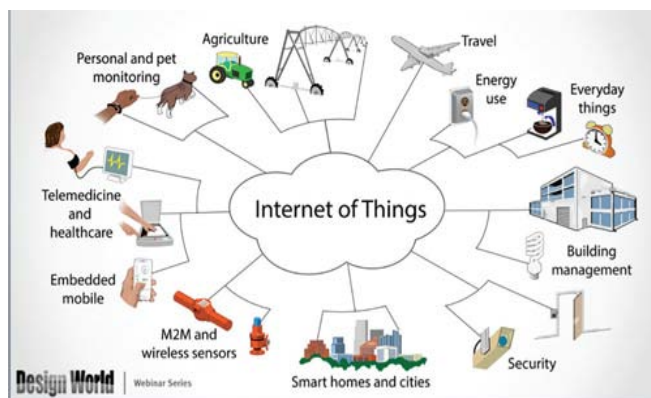 Agriculture
Travel
Personal and pet
monitoring
Energy
use
Everyday
things
Internet of Things
Telemedicine
and
healthcare
Building
management
Embedded
mobile
M2M and
wireless sensors
Security
Smart homes and cities
Design World
Webinar Series